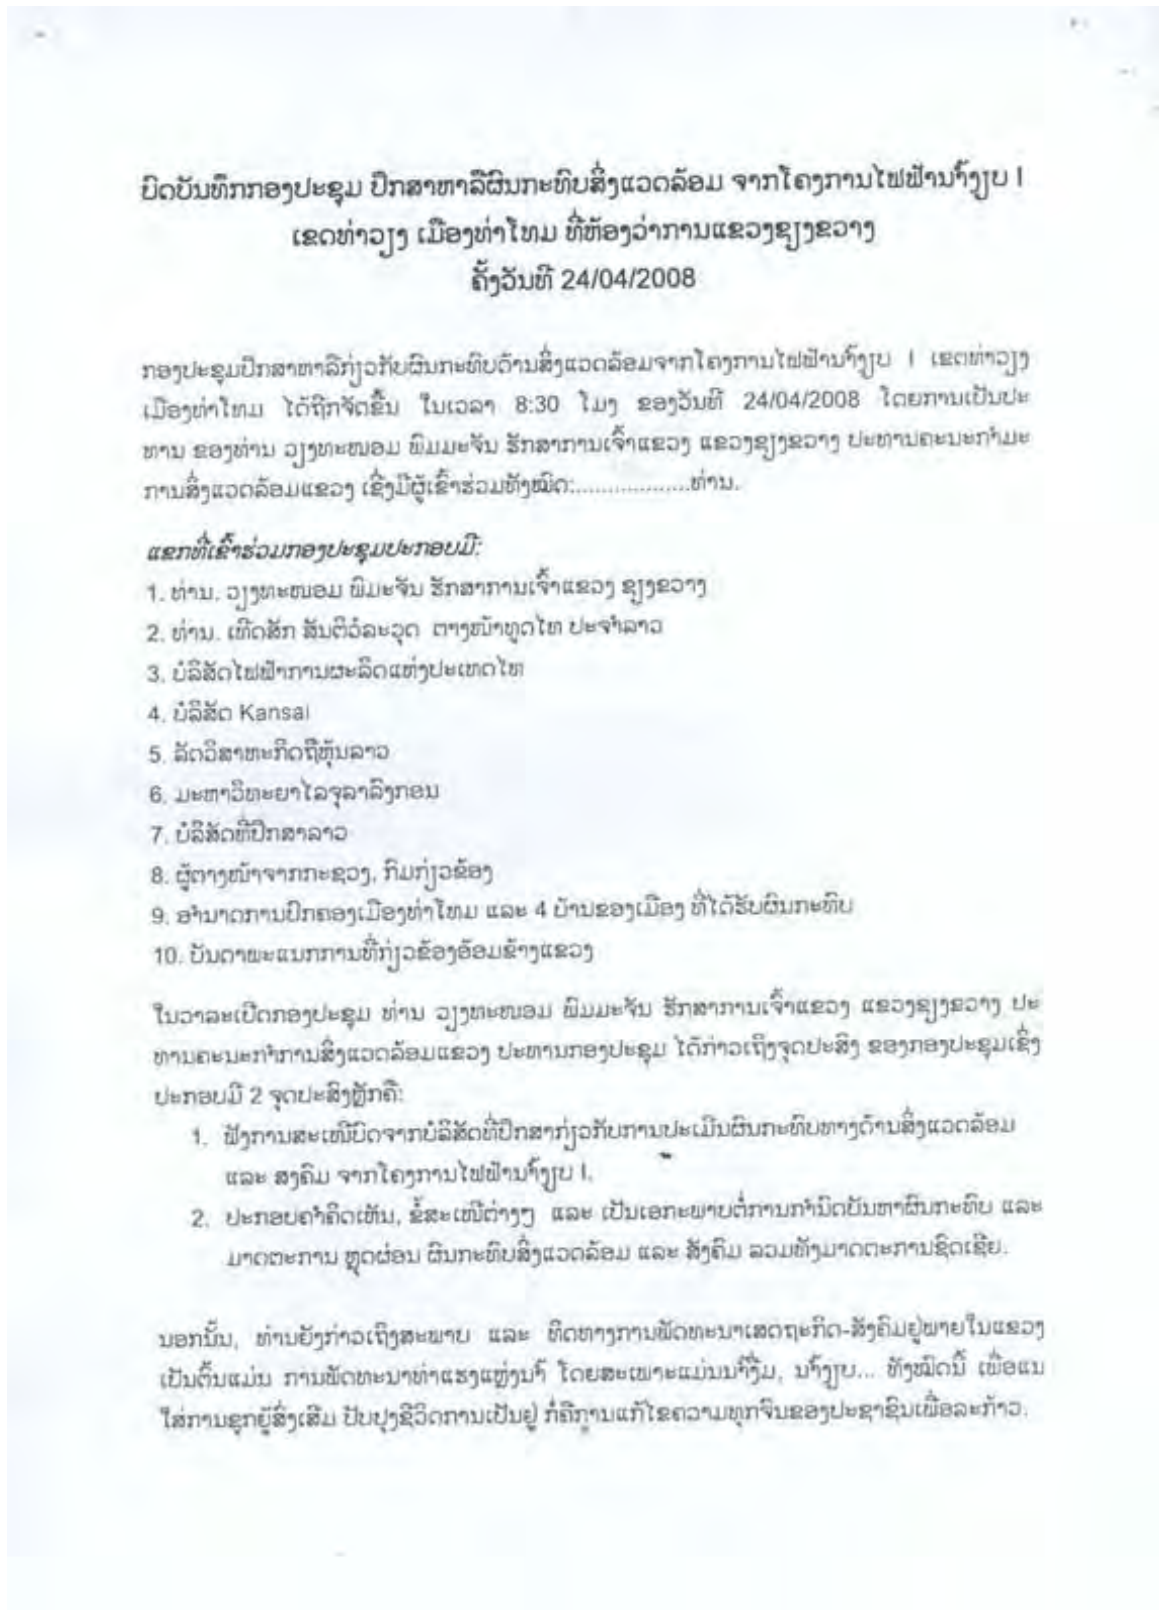 ບົດບັນທຶກກອງປະຊຸມ ປຶກສາຫາລືຜົນກະທົບສິ່ງແວດລ້ອມ ຈາກໂຄງການໄຟຟ້ານ້ຳງຽບ I
ເຂດທ່າວຽງ ເມືອງທ່າໂທມ ທີ່ຫ້ອງວ່າການແຂວງຊຽງຂວາງ
ຄັ້ງວັນທີ 24/04/2008
ກອງປະຊຸມປຶກສາຫາລືກ່ຽວກັບຜົນກະທົບດ້ານສິ່ງແວດລ້ອມຈາກໂຄງການໄຟຟ້ານ້ຳງຽບ I ເຂດທ່າວຽງ
ເມືອງທ່າໂທມ ໄດ້ຖືກຈັດຂຶ້ນ ໃນເວລາ 8:30 ໂມງ ຂອງວັນທີ 24/04/2008 ໂດຍການເປັນປະ
ທານ ຂອງທ່ານ ວຽງທະໜອມ ພິມມະຈັນ ຮັກສາການເຈົ້າແຂວງ ແຂວງຊຽງຂວາງ ປະທານຄະນະກຳມະ
ການສິ່ງແວດລ້ອມແຂວງ ເຊິ່ງມີຜູ້ເຂົ້າຮ່ວມທັງໝົດ:...................ທ່ານ.
ແຂກທີ່ເຂົ້າຮ່ວມກອງປະຊຸມປະກອບມີ:
1. ທ່ານ. ວຽງທະໜອມ ພິມະຈັນ ຮັກສາການເຈົ້າແຂວງ ຊຽງຂວາງ
2. ທ່ານ. ເທີດສັກ ສັນຕິວໍລະວຸດ ຕາງໜ້າທູດໄທ ປະຈຳລາວ
3. ບໍລິສັດໄຟຟ້າການຜະລິດແຫ່ງປະເທດໄທ
4. ບໍລິສັດ Kansai
5. ລັດວິສາຫະກິດຖືຫຸ້ນລາວ
6. ມະຫາວິທະຍາໄລຈຸລາລົງກອນ
7. ບໍລິສັດທີ່ປຶກສາລາວ
8. ຜູ້ຕາງໜ້າຈາກກະຊວງ, ກົມກ່ຽວຂ້ອງ
9. ອຳນາດການປົກຄອງເມືອງທ່າໂທມ ແລະ 4 ບ້ານຂອງເມືອງ ທີ່ໄດ້ຮັບຜົນກະທົບ
10. ບັນດາພະແນກການທີ່ກ່ຽວຂ້ອງອ້ອມຂ້າງແຂວງ
ໃນວາລະເປີດກອງປະຊຸມ ທ່ານ ວຽງທະໜອມ ພິມມະຈັນ ຮັກສາການເຈົ້າແຂວງ ແຂວງຊຽງຂວາງ ປະ
ທານຄະນະກຳການສິ່ງແວດລ້ອມແຂວງ ປະທານກອງປະຊຸມ ໄດ້ກ່າວເຖິງຈຸດປະສົງ ຂອງກອງປະຊຸມເຊິ່ງ
ປະກອບມີ 2 ຈຸດປະສົງຫຼັກຄື:
1. ຟັງການສະເໜີບົດຈາກບໍລິສັດທີ່ປຶກສາກ່ຽວກັບການປະເມີນຜົນກະທົບທາງດ້ານສິ່ງແວດລ້ອມ
ແລະ ສງຄົມ ຈາກໂຄງການໄຟຟ້ານ້ຳງຽບ I.
2. ປະກອບຄຳຄິດເຫັນ, ຂໍ້ສະເໜີຕ່າງໆ ແລະ ເປັນເອກະພາບຕໍ່ການກຳນົດບັນຫາຜົນກະທົບ ແລະ
ມາດຕະການ ຫຼຸດຜ່ອນ ຜົນກະທົບສິ່ງແວດລ້ອມ ແລະ ສັງຄົມ ລວມທັງມາດຕະການຊົດເຊີຍ.
ນອກນັ້ນ, ທ່ານຍັງກ່າວເຖິງສະພາບ ແລະ ທິດທາງການພັດທະນາເສດຖະກິດ-ສັງຄົມຢູ່ພາຍໃນແຂວງ
ເປັນຕົ້ນແມ່ນ ການພັດທະນາທ່າແຮງແຫຼ່ງນ້ຳ ໂດຍສະເພາະແມ່ນນ້ຳງື່ມ, ນ້ຳງຽບ... ທັງໝົດນີ້ ເພື່ອແນ
ໃສ່ການຊຸກຍູ້ສົ່ງເສີມ ປັບປຸງຊີວິດການເປັນຢູ່ ກໍ່ຄືການແກ້ໄຂຄວາມທຸກຈົນຂອງປະຊາຊົນເພື່ອລະກ້າວ.